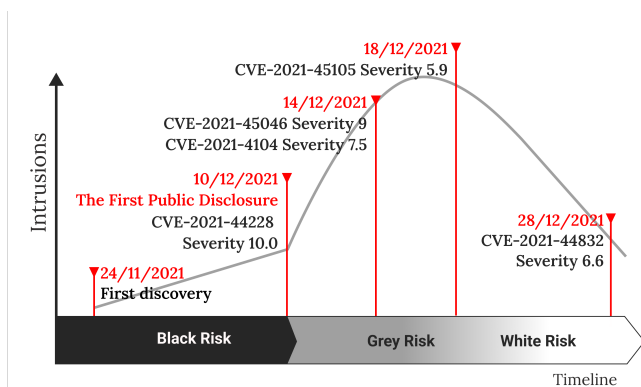 18/12/2021
CVE-2021-45105 Severity 5.9
14/12/2021
CVE-2021-45046 Severity 9
CVE-2021-4104 Severity 7.5
10/12/2021
The First Public Disclosure
CVE-2021-44228
Severity 10.0
28/12/2021
CVE-2021-44832
Severity 6.6
24/11/2021
First discovery
Intrusions
Black Risk
Grey Risk
White Risk
Timeline